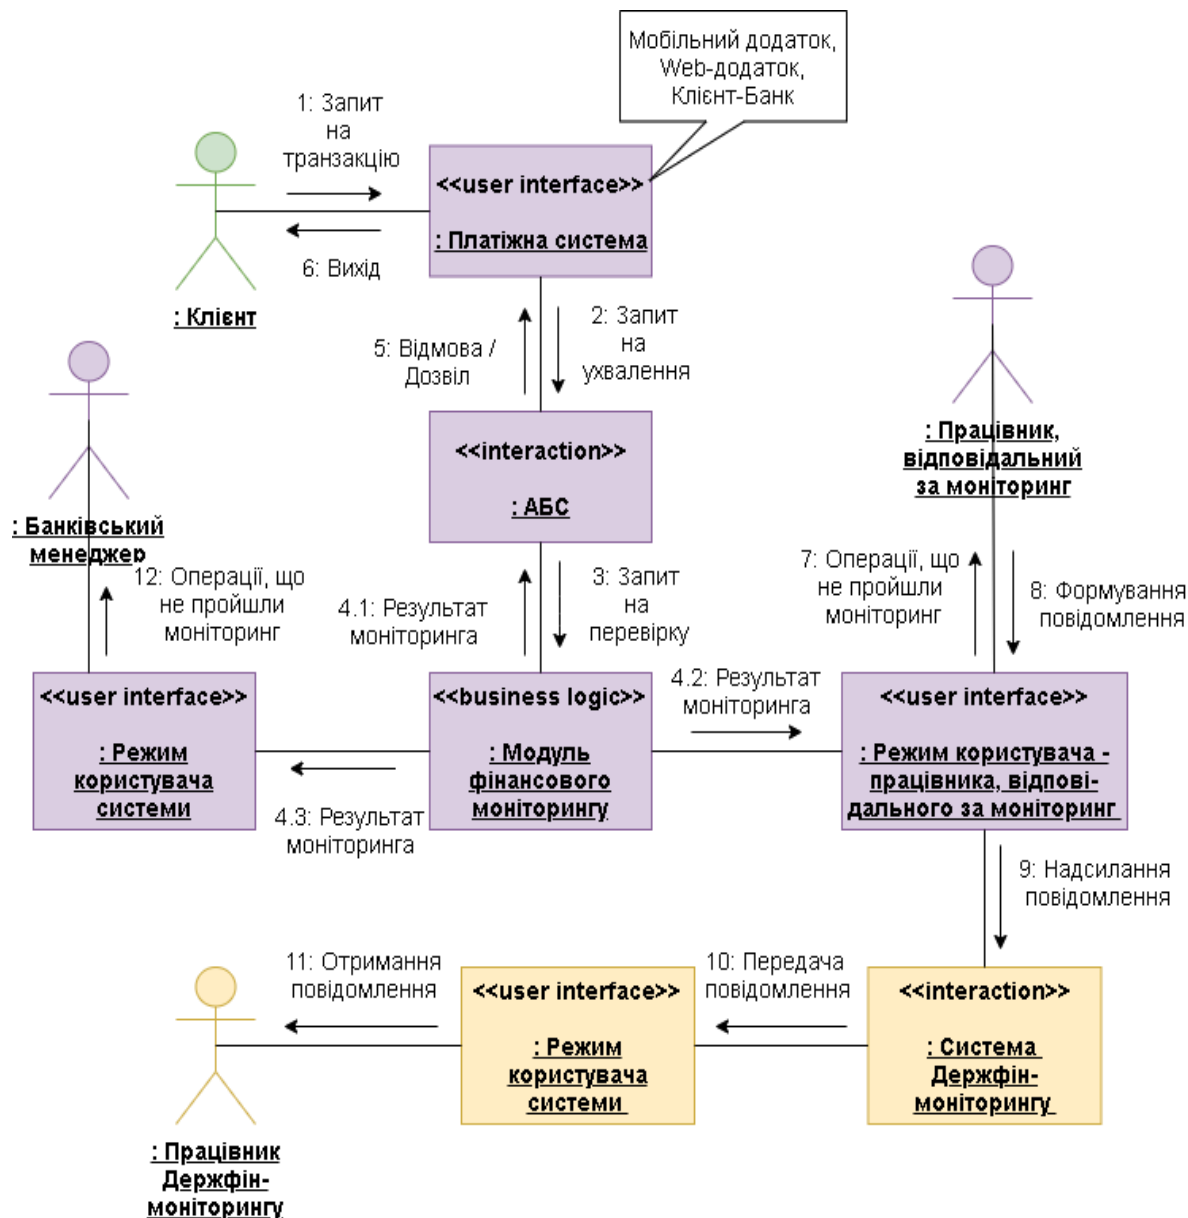 Мобільний додаток,
Web-додаток,
Клієнт-Банк
1: Запит
на
транзакцію
<<user interface>>
: Платіжна система
6: Вихід
: Клієнт
5: Відмова /
Дозвіл
2: Запит
на
ухвалення
<<interaction>>
: АБС
: Працівник,
відповідальний
за моніторинг
: Банківський
менеджер
12: Операції, що
не пройшли
моніторинг
4.1: Результат
моніторинга
3: Запит
на
перевірку
7: Операції, що
не пройшли
моніторинг
8: Формування
повідомлення
<<user interface>>
: Режим
користувача
системи
<<business logic>>
: Модуль
фінансового
моніторингу
4.2: Результат
моніторинга
<<user interface>>
: Режим користувача -
працівника, відпові-
дального за моніторинг
4.3: Результат
моніторинга
9: Надсилання
повідомлення
11: Отримання
повідомлення
<<user interface>>
: Режим
користувача
системи
10: Передача
повідомлення
<<interaction>>
: Система
Держфін-
моніторингу
: Працівник
Держфін-
моніторингу